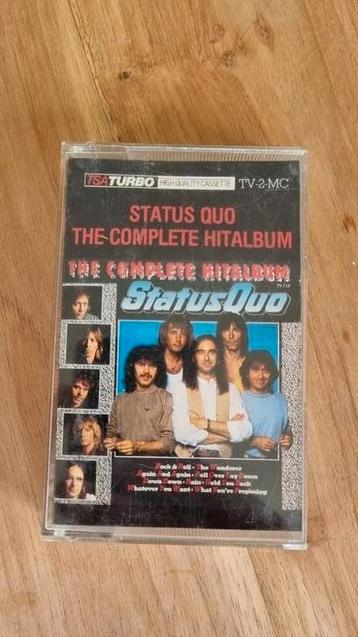 TSA TURBO HIGH QUALITY CASSETTE TV-2-MC
STATUS QUO
THE COMPLETE HITALBUM
THE COMPLETE HITALBUM
StatusQuo
Rock & Roll • The Wanderer
Again And Again • Roll Over Lay Down
Down Down • Rain • Hold You Back
Whatever You Want • What You're Proposing